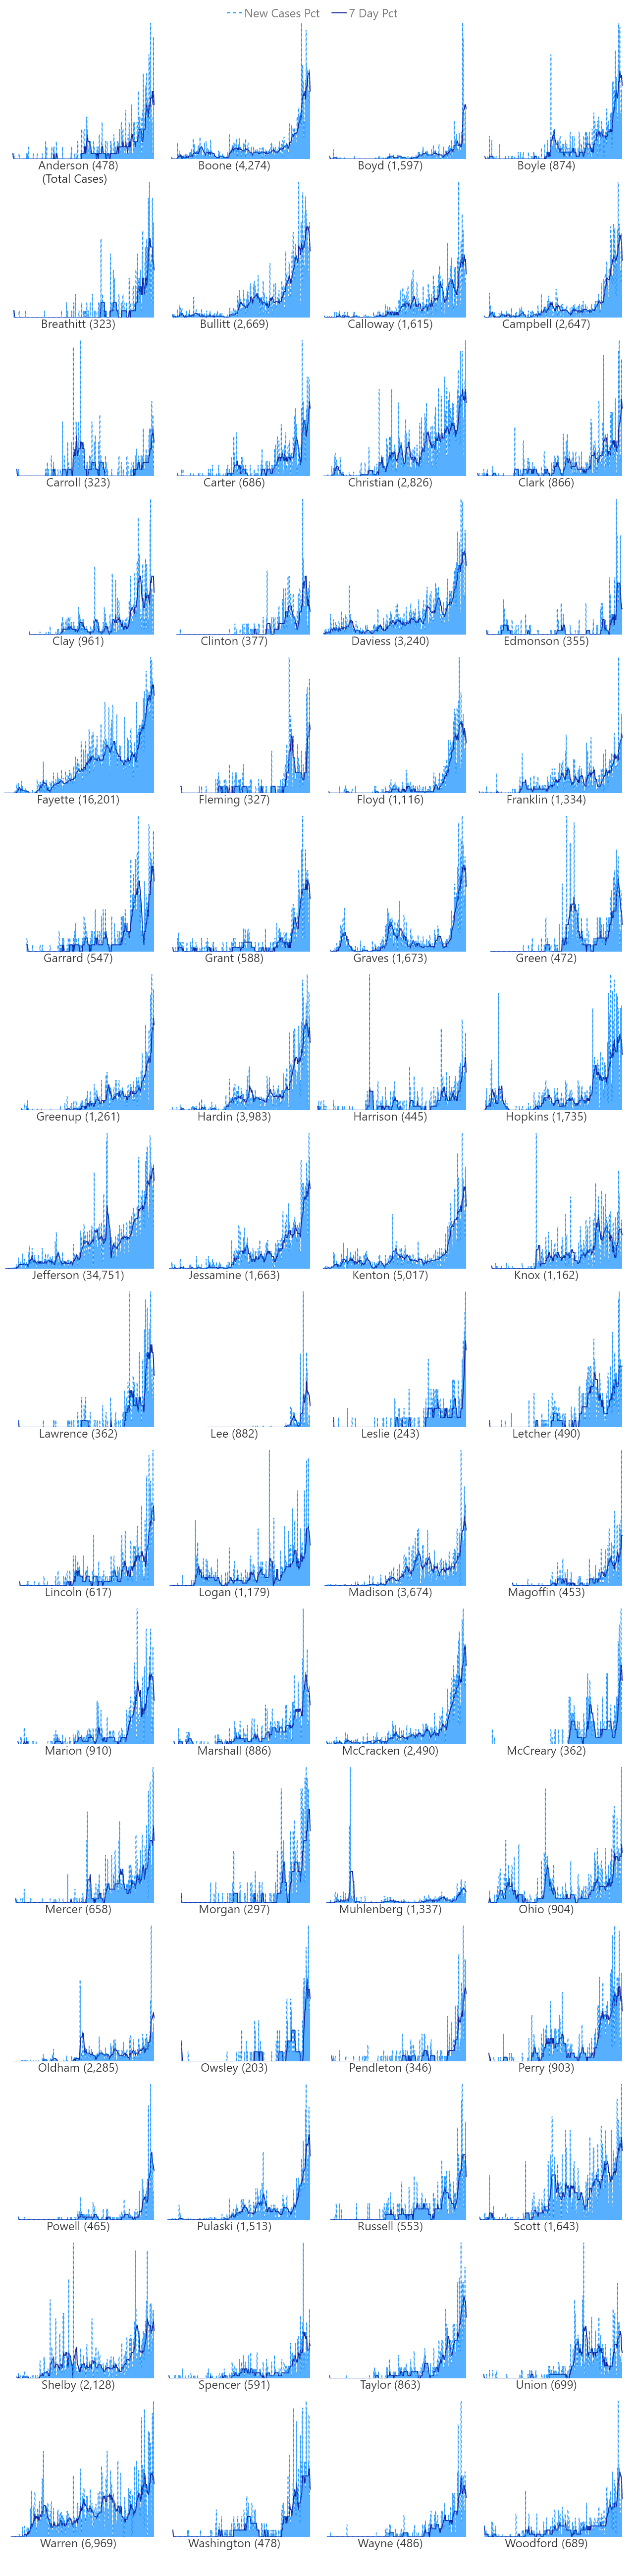 New Cases Pct 7 Day Pct
Anderson (478) Boone (4,274) Boyd (1,597) Boyle (874)
(Total Cases)
Breathitt (323) Bullitt (2,669) Calloway (1,615) Campbell (2,647)
Carroll (323) Carter (686) Christian (2,826) Clark (866)
Clay (961) Clinton (377) Daviess (3,240) Edmonson (355)
Fayette (16,201) Fleming (327) Floyd (1,116) Franklin (1,334)
Garrard (547) Grant (588) Graves (1,673) Green (472)
Greenup (1,261) Hardin (3,983) Harrison (445) Hopkins (1,735)
Jefferson (34,751) Jessamine (1,663) Kenton (5,017) Knox (1,162)
Lawrence (362) Lee (882) Leslie (243) Letcher (490)
Lincoln (617) Logan (1,179) Madison (3,674) Magoffin (453)
Marion (910) Marshall (886) McCracken (2,490) McCreary (362)
Mercer (658) Morgan (297) Muhlenberg (1,337) Ohio (904)
Oldham (2,285) Owsley (203) Pendleton (346) Perry (903)
Powell (465) Pulaski (1,513) Russell (553) Scott (1,643)
Shelby (2,128) Spencer (591) Taylor (863) Union (699)
Warren (6,969) Washington (478) Wayne (486) Woodford (689)